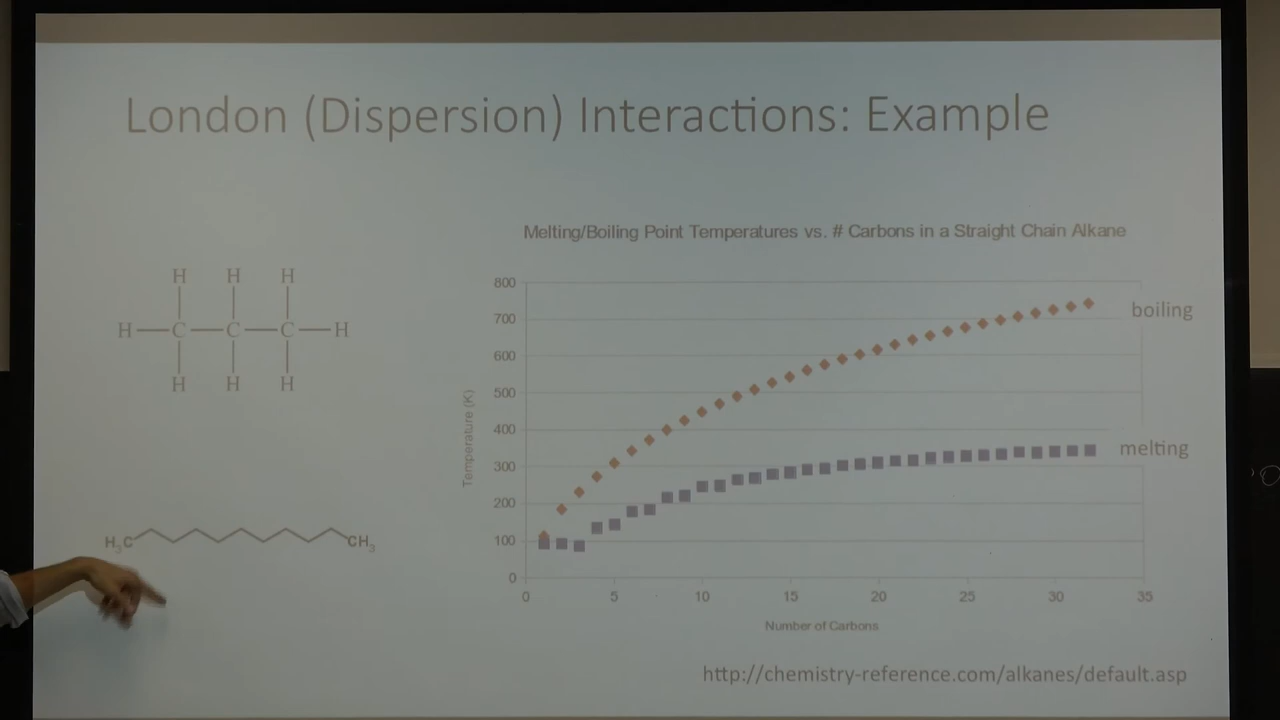 London (Dispersion) Interactions: Example
H H H
H C C C H
H H H
H₃C CH₃
Melting/Boiling Point Temperatures vs. # Carbons in a Straight Chain Alkane
800
700
600
500
400
300
200
100
0
Temperature (K)
boiling
melting
0 5 10 15 20 25 30 35
Number of Carbons
http://chemistry-reference.com/alkanes/default.asp